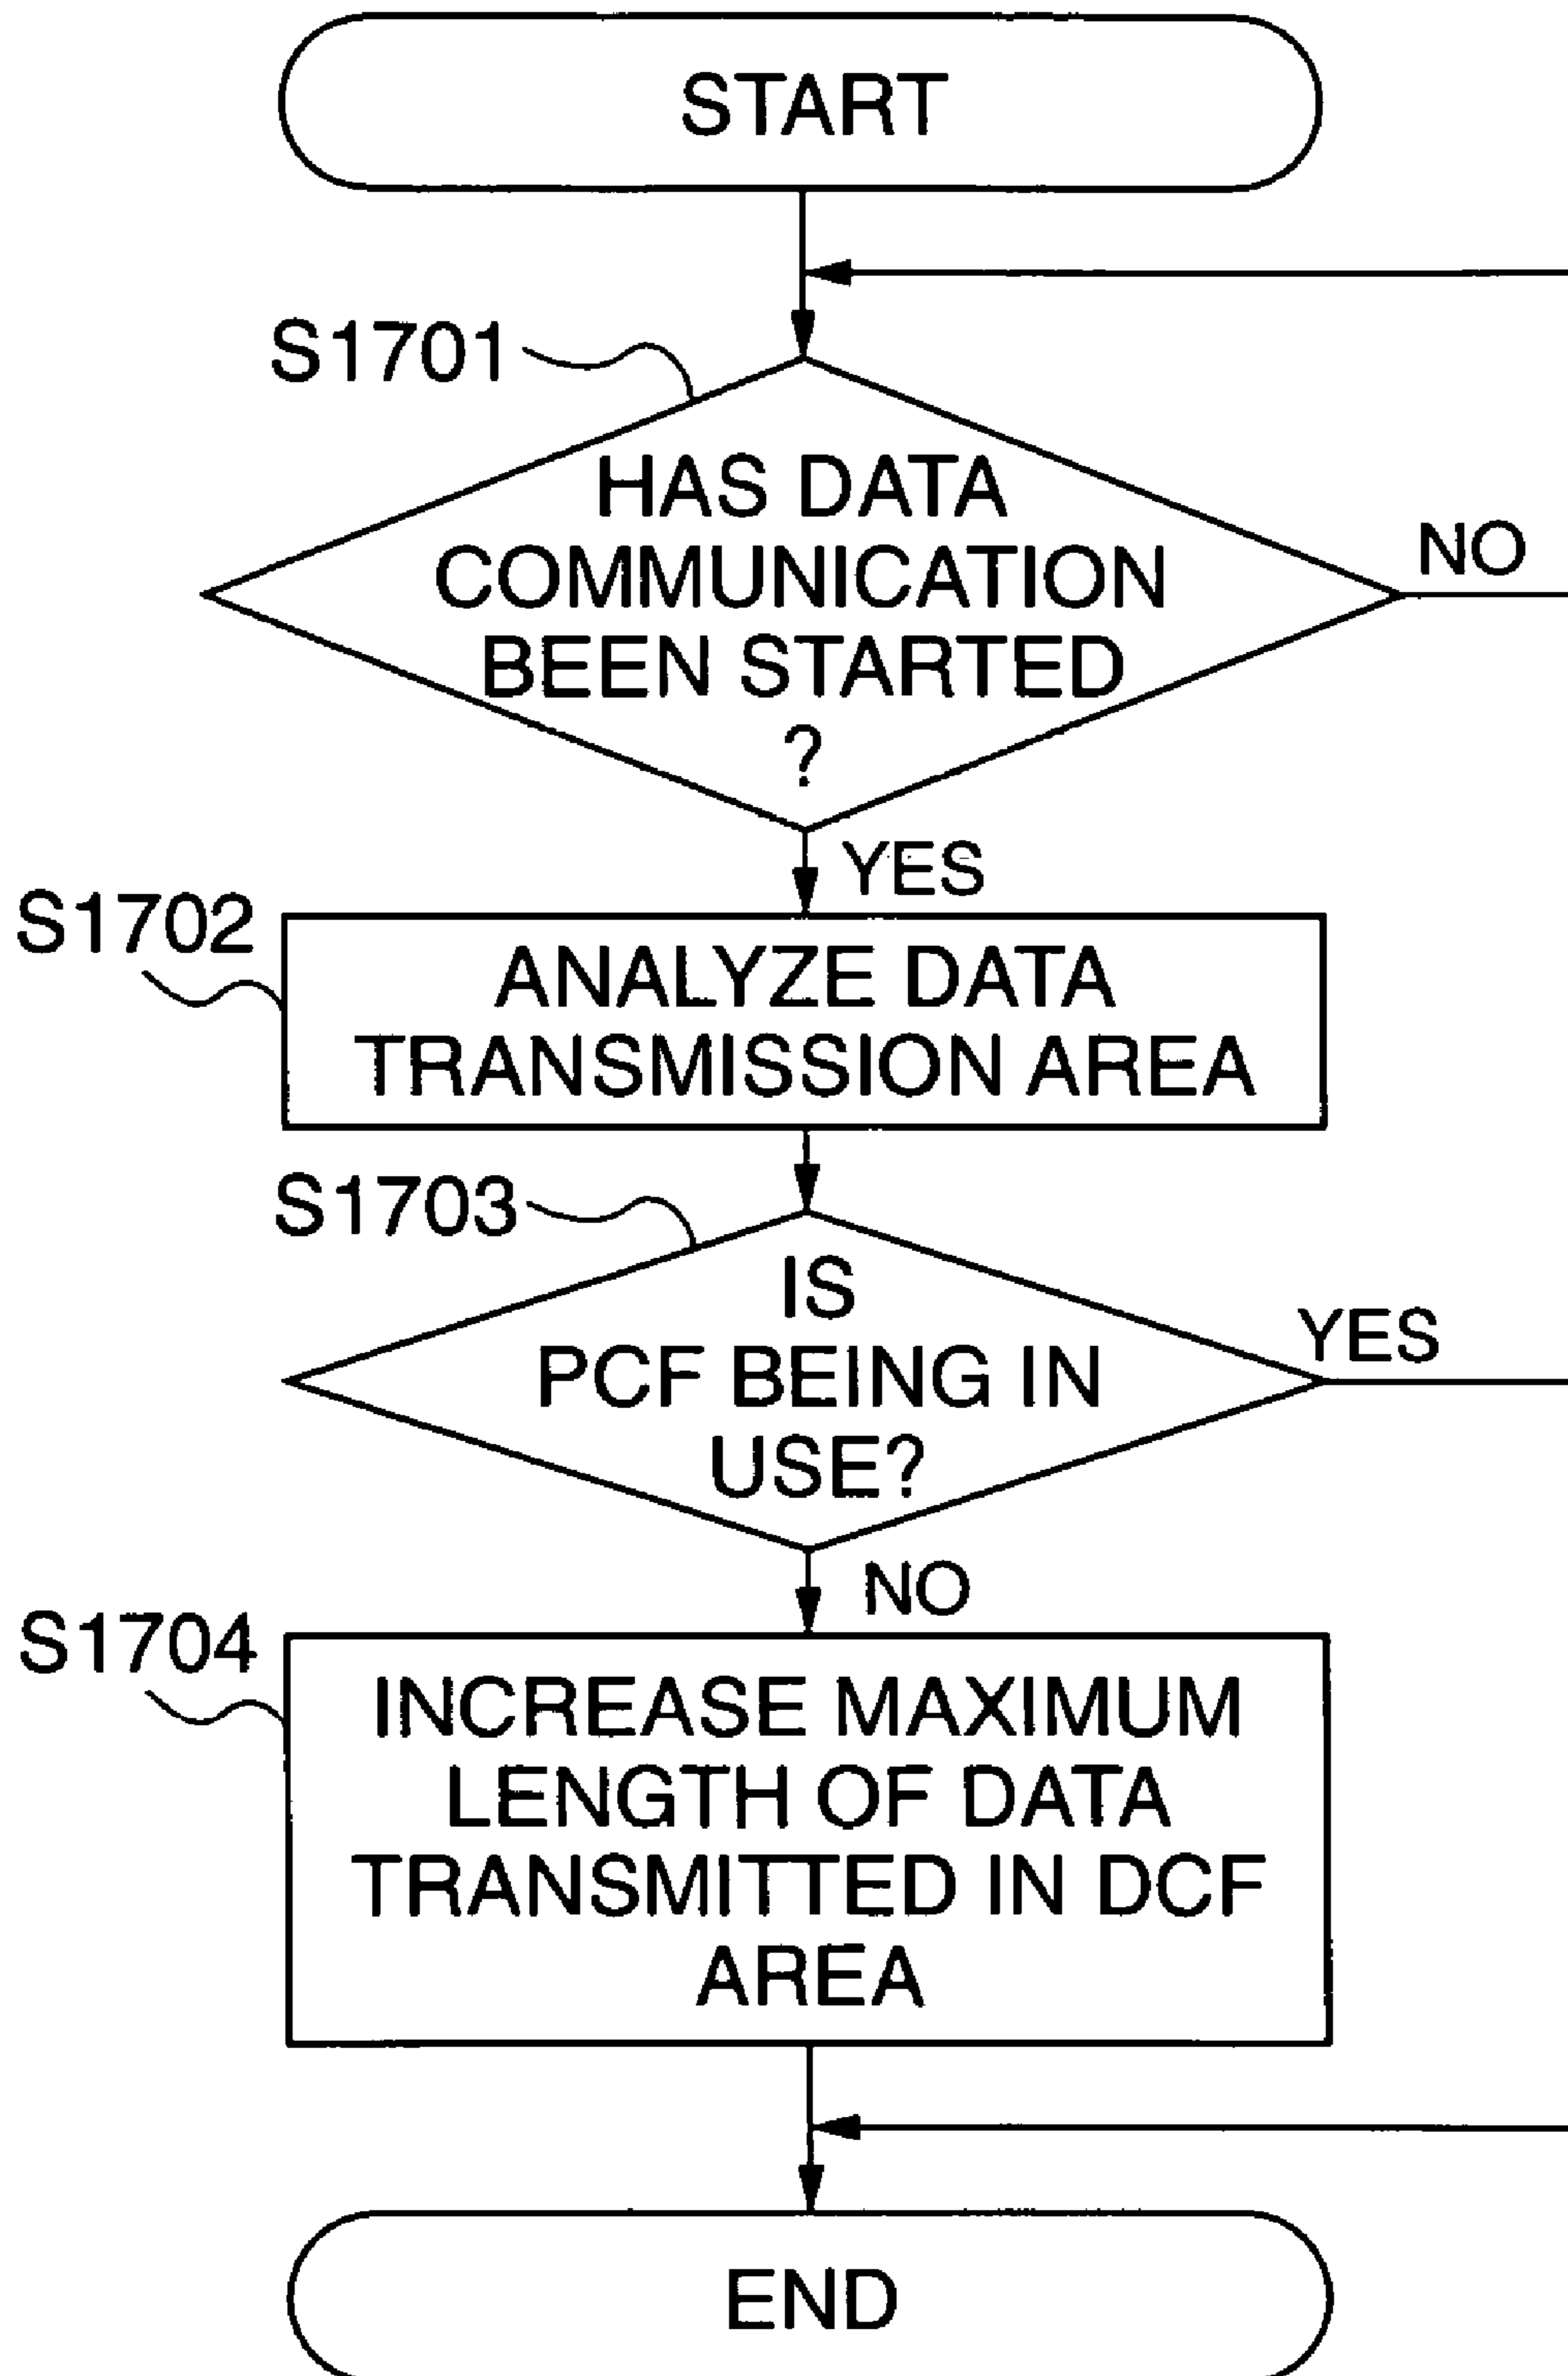 START
S1701
HAS DATA
COMMUNICATION
BEEN STARTED
?
NO
YES
S1702
ANALYZE DATA
TRANSMISSION AREA
S1703
IS
PCF BEING IN
USE?
YES
NO
S1704
INCREASE MAXIMUM
LENGTH OF DATA
TRANSMITTED IN DCF
AREA
END